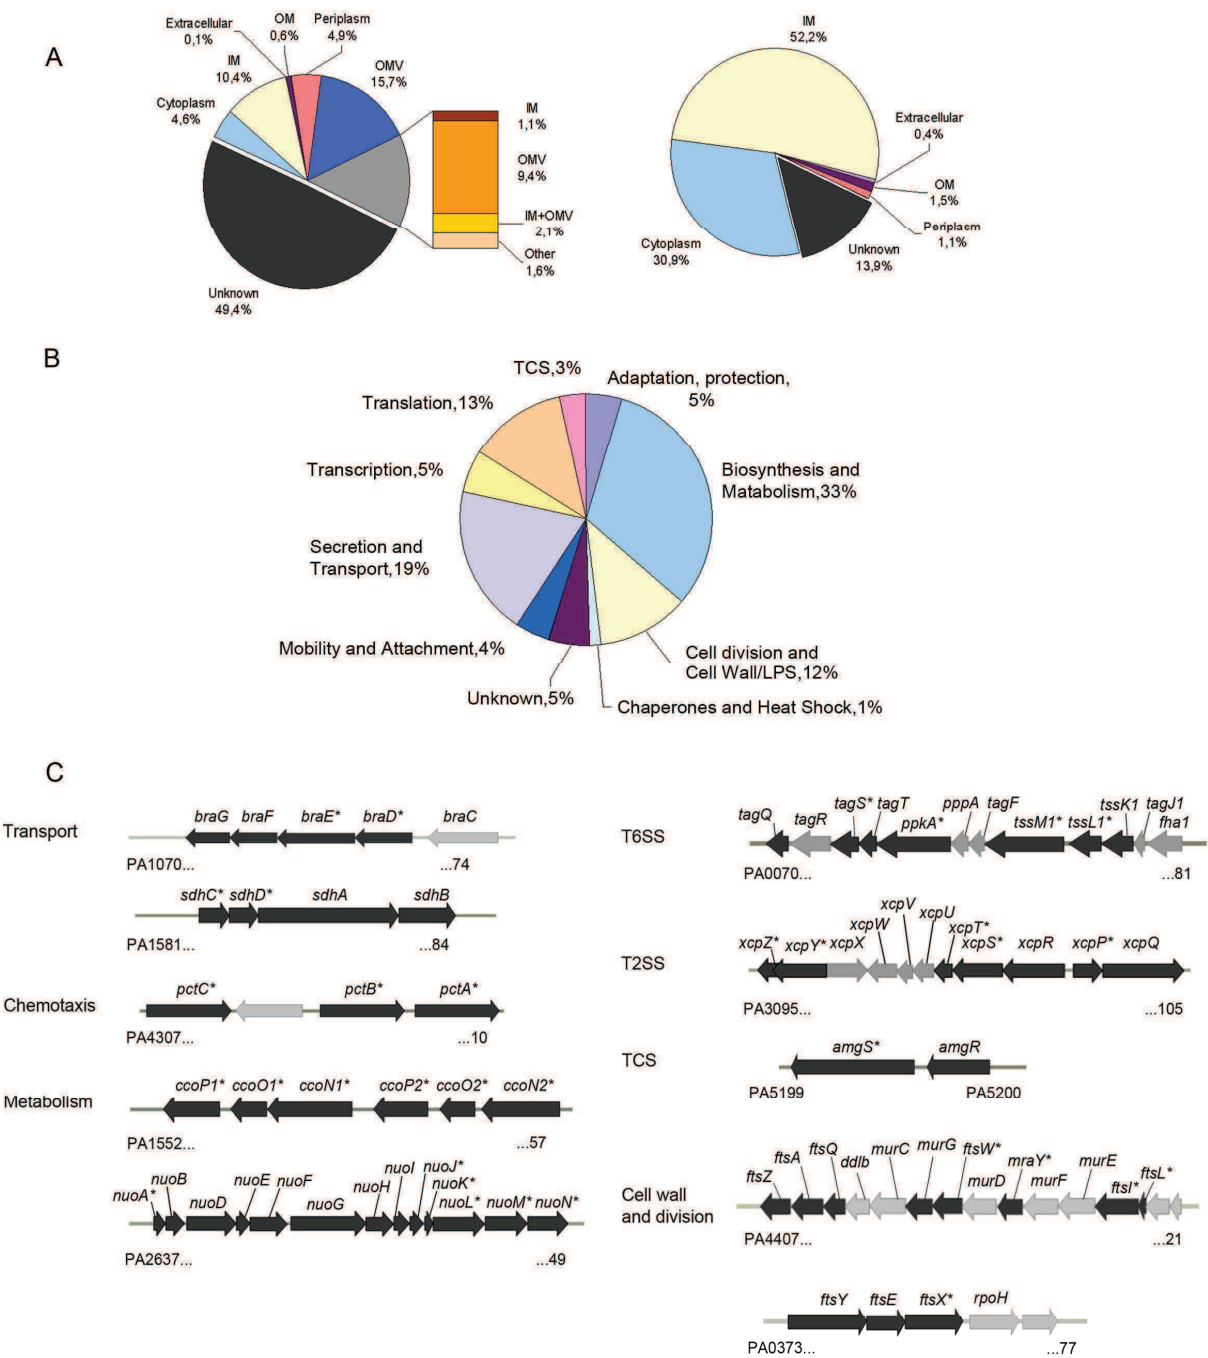 A
Extracellular
0,1%
OM
0,6%
Periplasm
4,9%
IM
10,4%
OMV
15,7%
Cytoplasm
4,6%
IM
1,1%
OMV
9,4%
IM+OMV
2,1%
Other
1,6%
Unknown
49,4%
IM
52,2%
Extracellular
0,4%
OM
1,5%
Periplasm
1,1%
Unknown
13,9%
Cytoplasm
30,9%
B
TCS,3%
Adaptation, protection,
5%
Translation,13%
Biosynthesis and
Matabolism,33%
Transcription,5%
Secretion and
Transport,19%
Mobility and Attachment,4%
Cell division and
Cell Wall/LPS,12%
Unknown,5%
Chaperones and Heat Shock,1%
C
Transport
braG braF braE* braD* braC
PA1070... ...74
sdhC* sdhD* sdhA sdhB
PA1581... ...84
Chemotaxis
pctC* pctB* pctA*
PA4307... ...10
Metabolism
ccoP1* ccoO1* ccoN1* ccoP2* ccoO2* ccoN2*
PA1552... ...57
nuoA* nuoB nuoD nuoE nuoF nuoG nuoH nuoI nuoJ* nuoK* nuoL* nuoM* nuoN*
PA2637... ...49
T6SS
tagQ tagR tagS* tagT ppkA* pppA tagF tssM1* tssL1* tssK1 tagJ1 fha1
PA0070... ...81
T2SS
xcpZ* xcpY* xcpX xcpW xcpV xcpU xcpT* xcpS* xcpR xcpP* xcpQ
PA3095... ...105
TCS
amgS* amgR
PA5199 PA5200
Cell wall
and division
ftsZ ftsA ftsQ ddlb murC murG ftsW* murD mraY* murF murE ftsI* ftsL*
PA4407... ...21
ftsY ftsE ftsX* rpoH
PA0373... ...77